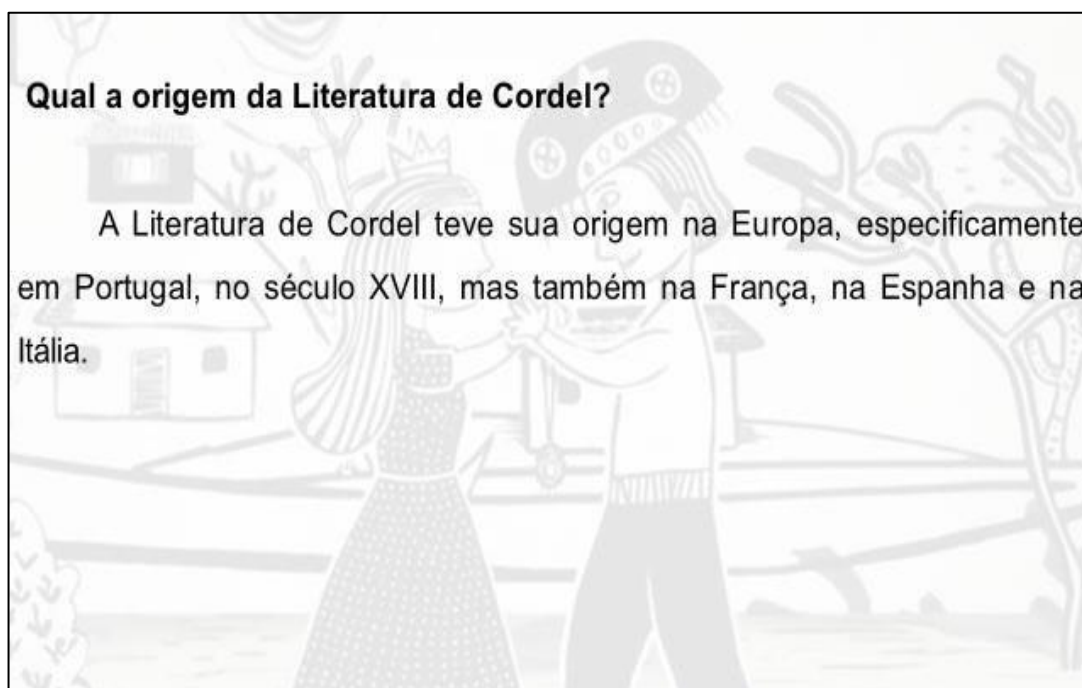 Qual a origem da Literatura de Cordel?
A Literatura de Cordel teve sua origem na Europa, especificamente
em Portugal, no século XVIII, mas também na França, na Espanha e na
Itália.